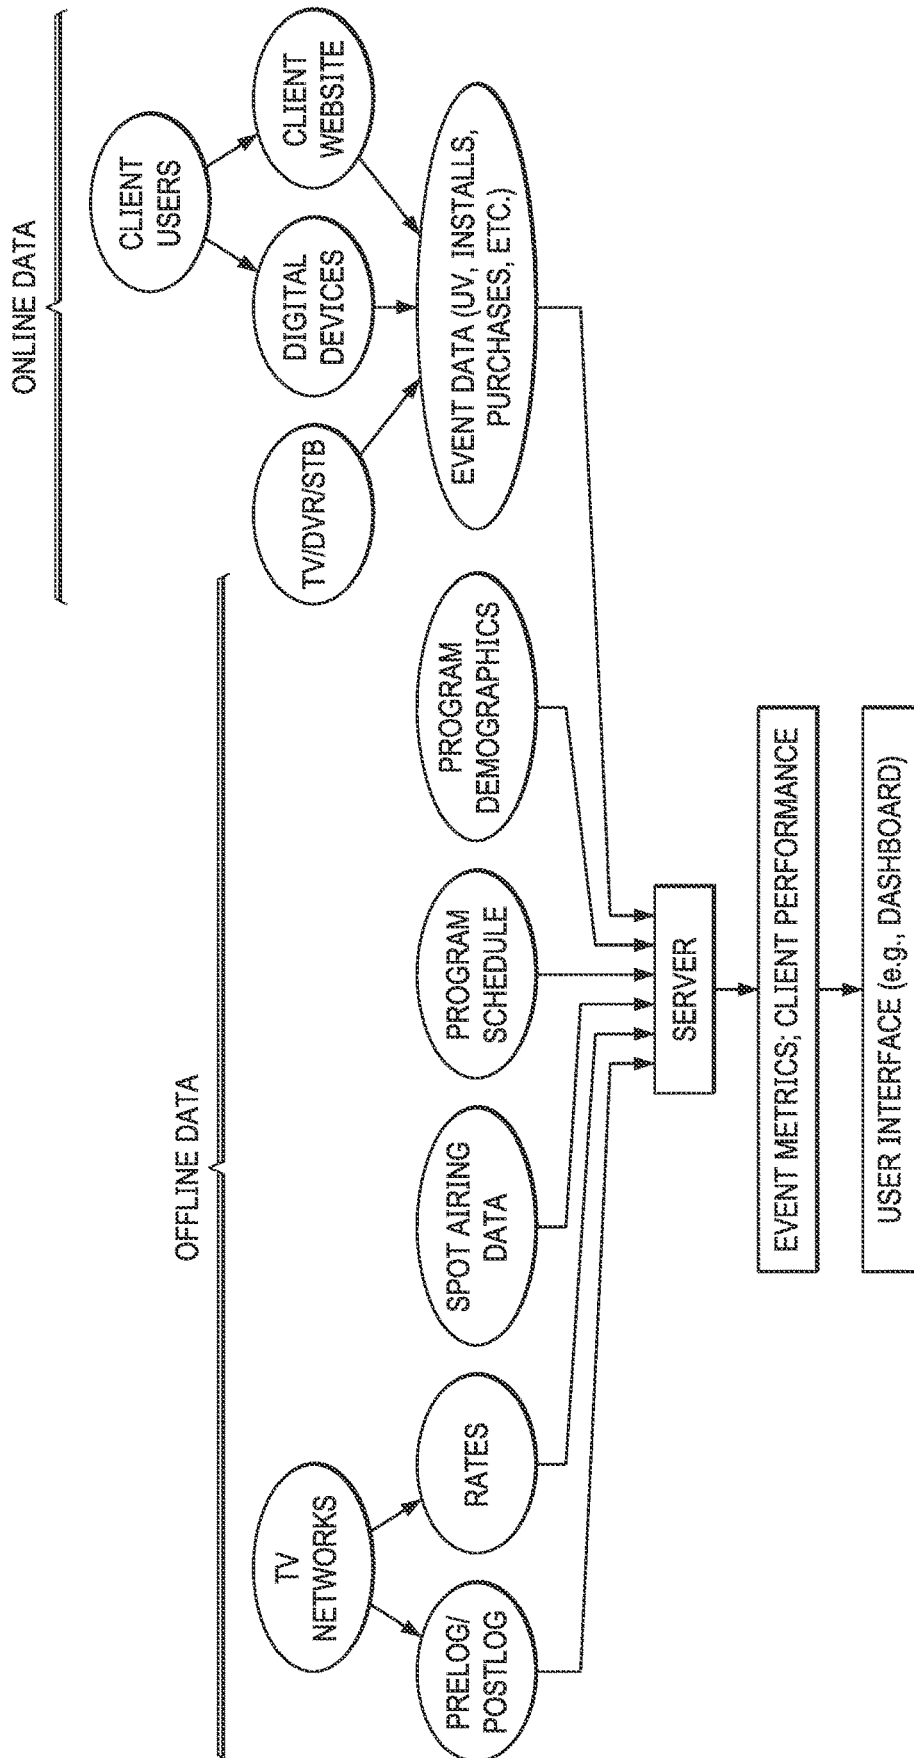 ONLINE DATA
CLIENT
USERS
OFFLINE DATA
TV
NETWORKS
TV/DVR/STB
DIGITAL
DEVICES
CLIENT
WEBSITE
PRELOG/
POSTLOG
RATES
SPOT AIRING
DATA
PROGRAM
SCHEDULE
PROGRAM
DEMOGRAPHICS
EVENT DATA (UV, INSTALLS,
PURCHASES, ETC.)
SERVER
EVENT METRICS; CLIENT PERFORMANCE
USER INTERFACE (e.g., DASHBOARD)